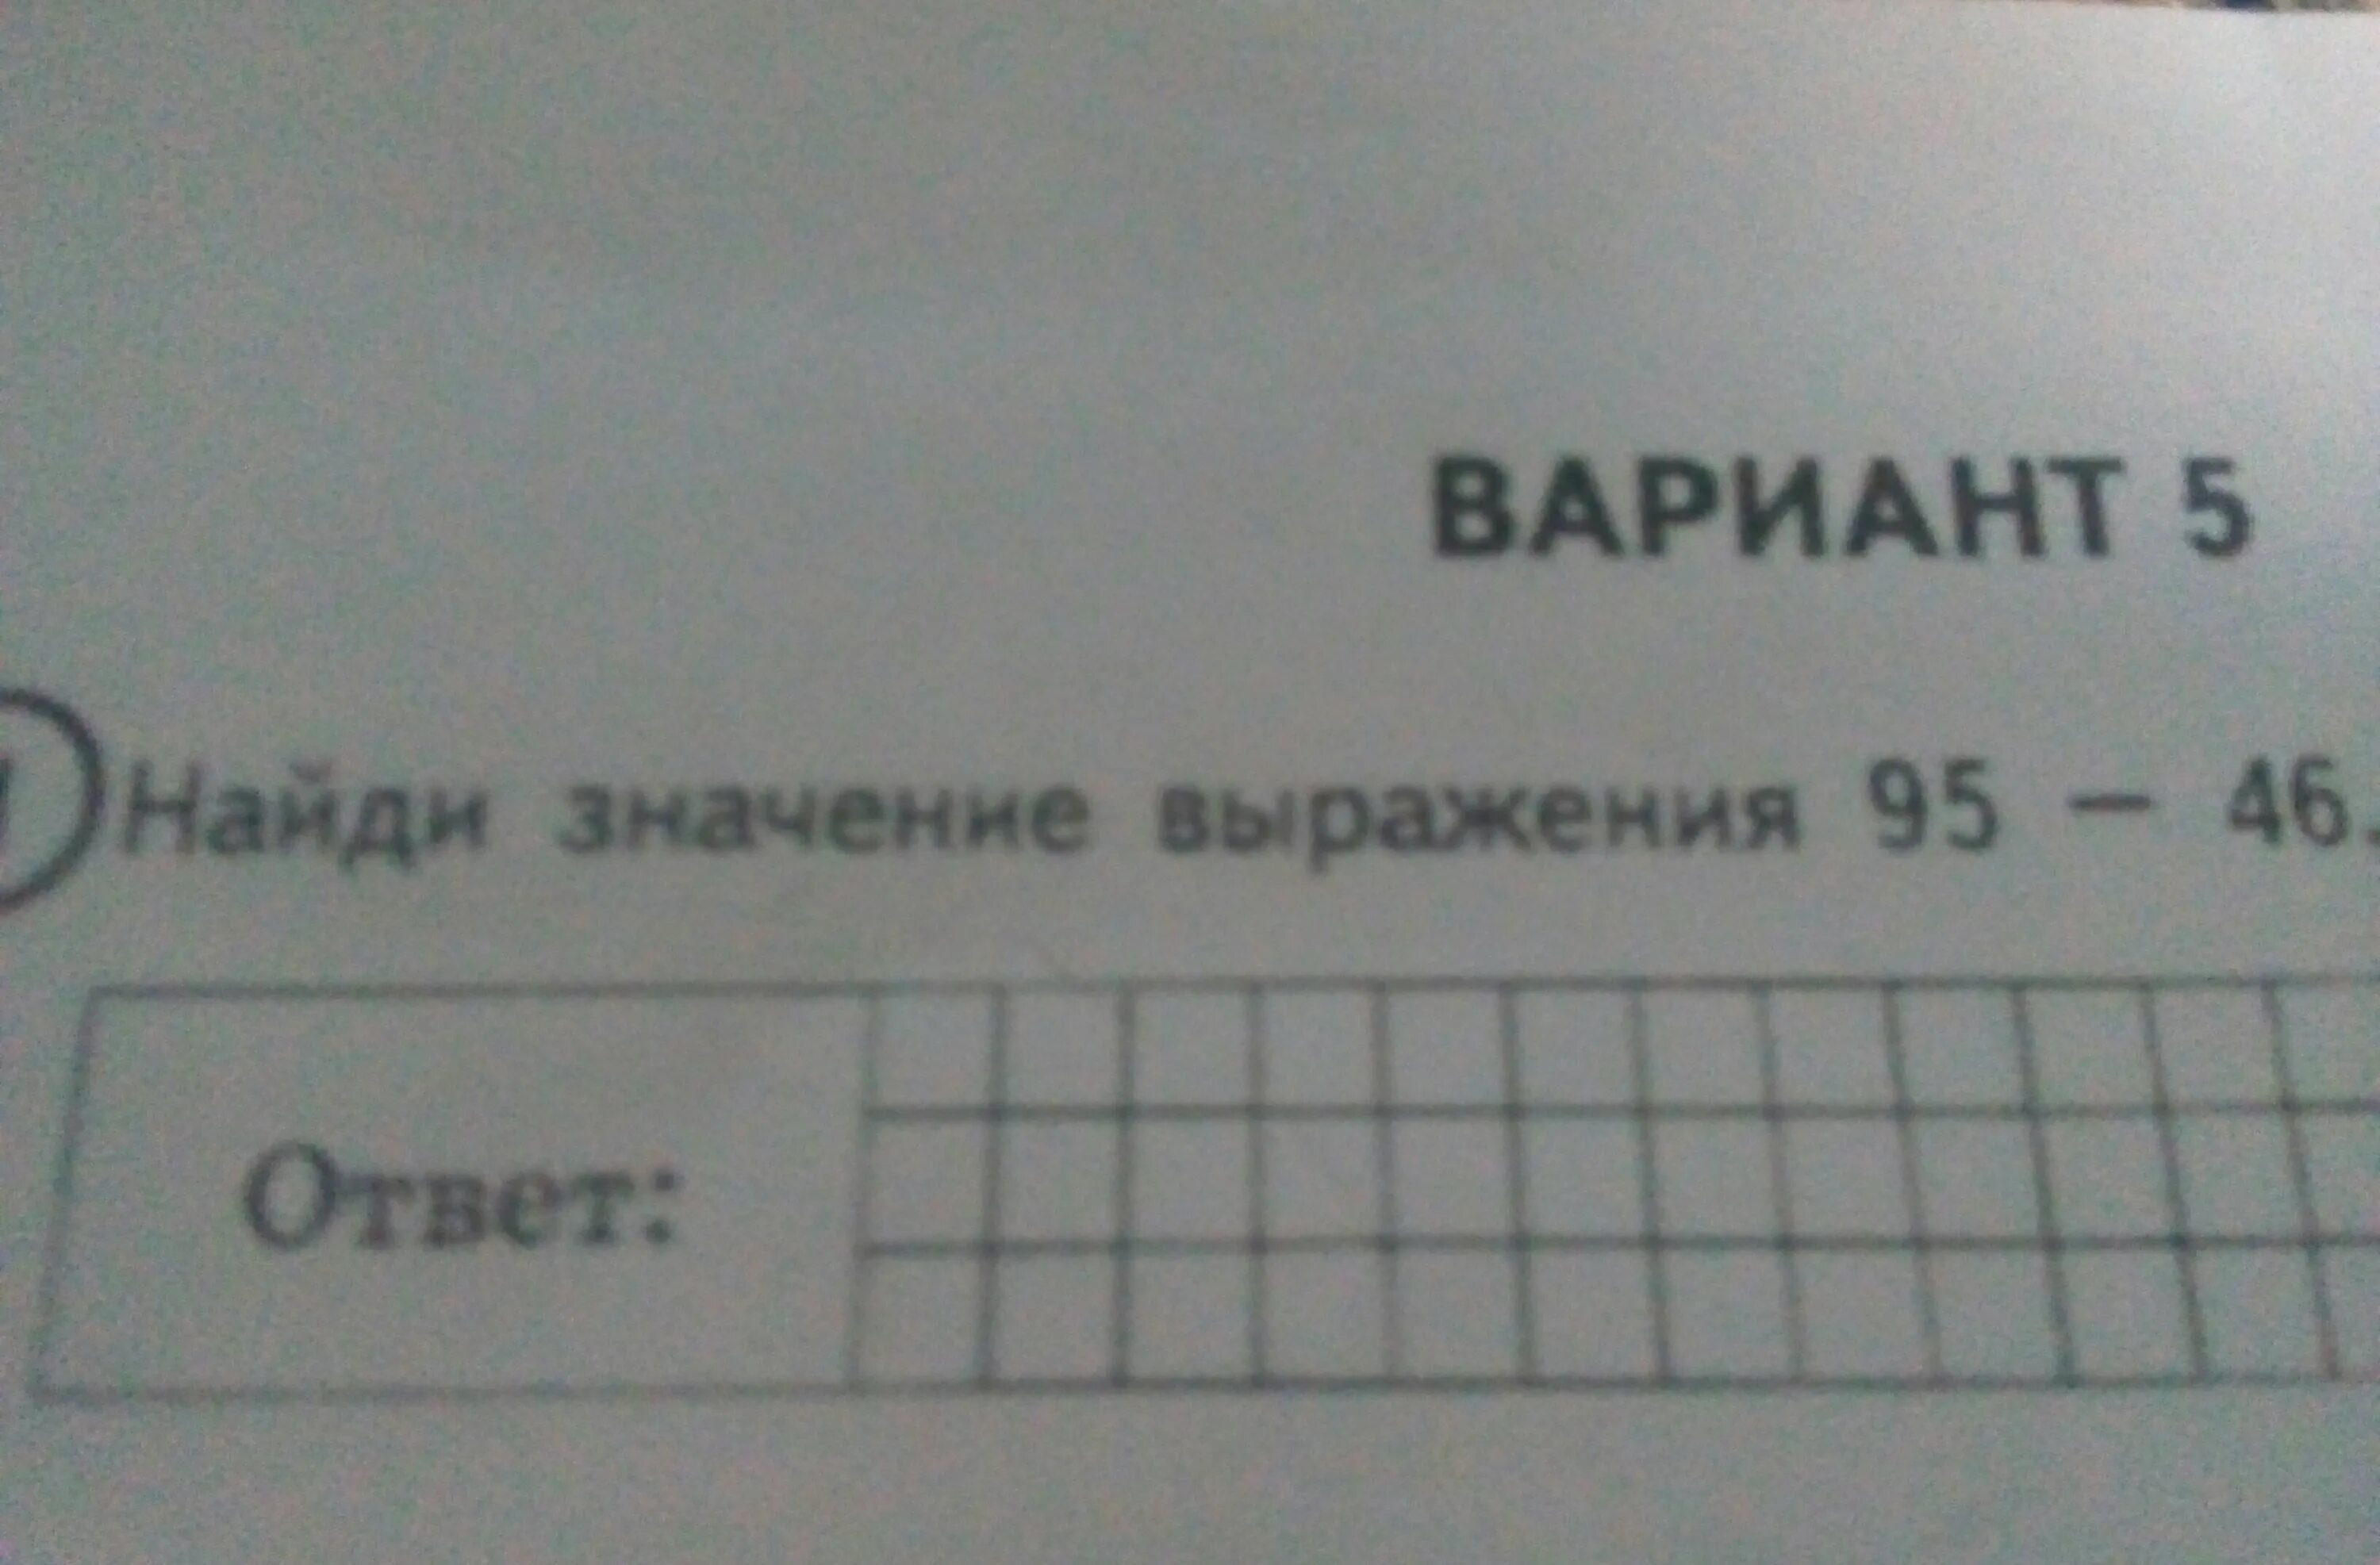 ВАРИАНТ 5
Найди значение выражения 95 — 46.
Ответ: